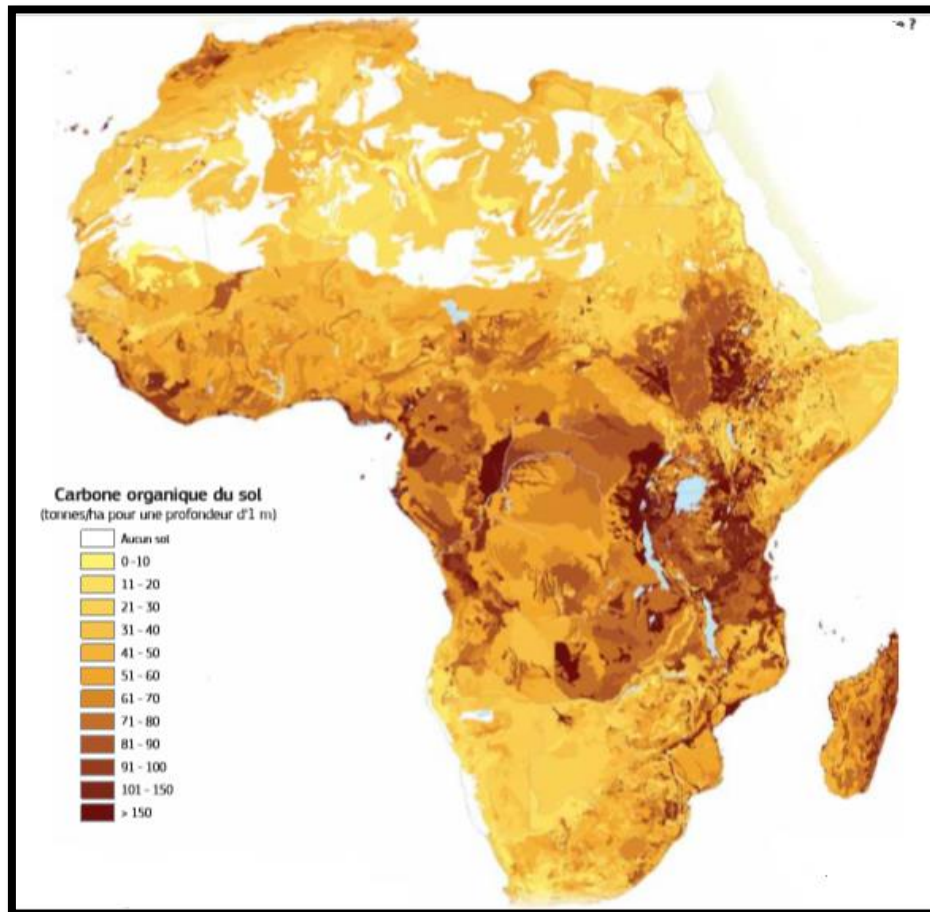 Carbone organique du sol
(tonnes/ha pour une profondeur d'1 m)
Aucun sol
0-10
11 - 20
21 - 30
31 - 40
41 - 50
51 - 60
61 - 70
71 - 80
81 - 90
91 - 100
101 - 150
> 150